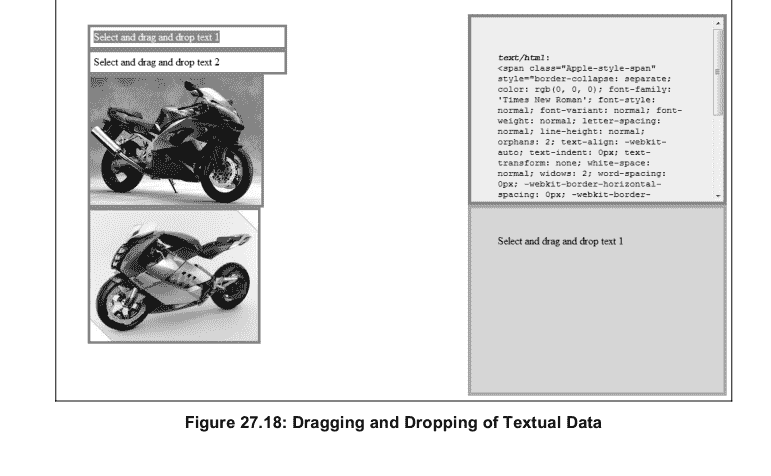 Select and drag and drop text 1
Select and drag and drop text 2
text/html:
<span class="Apple-style-span"
style="border-collapse: separate;
color: rgb(0, 0, 0); font-family:
'Times New Roman'; font-style:
normal; font-variant: normal; font-
weight: normal; letter-spacing:
normal; line-height: normal;
orphans: 2; text-align: -webkit-
auto; text-indent: 0px; text-
transform: none; white-space:
normal; widows: 2; word-spacing:
0px; -webkit-border-horizontal-
spacing: 0px; -webkit-border-
Select and drag and drop text 1
Figure 27.18: Dragging and Dropping of Textual Data